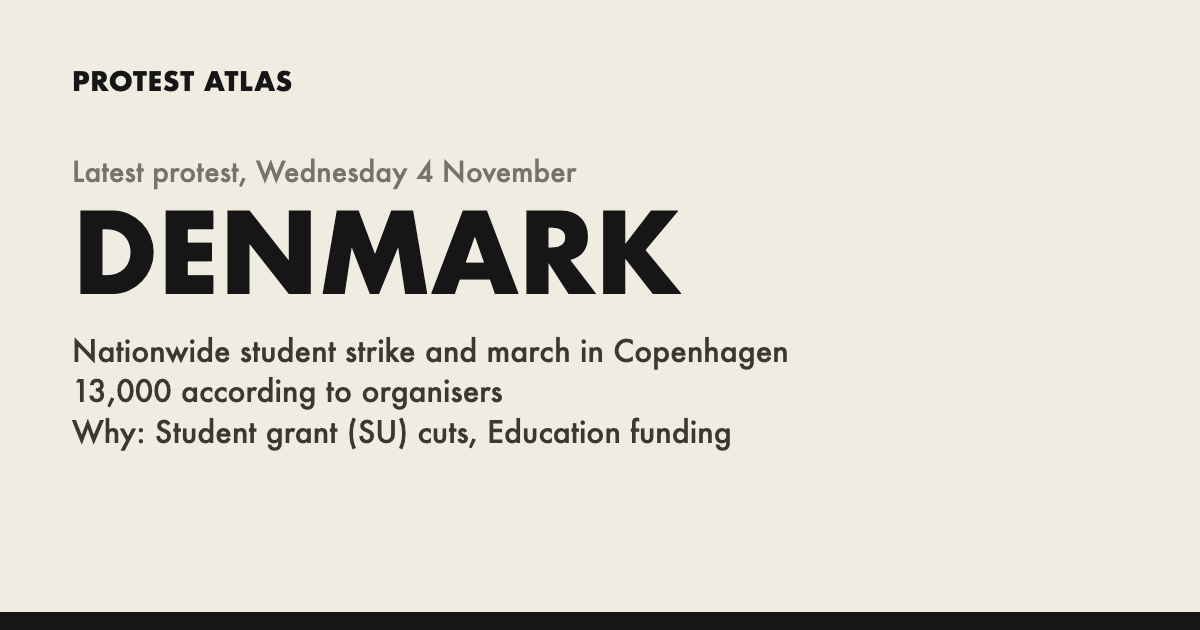 PROTEST ATLAS
Latest protest, Wednesday 4 November
DENMARK
Nationwide student strike and march in Copenhagen
13,000 according to organisers
Why: Student grant (SU) cuts, Education funding